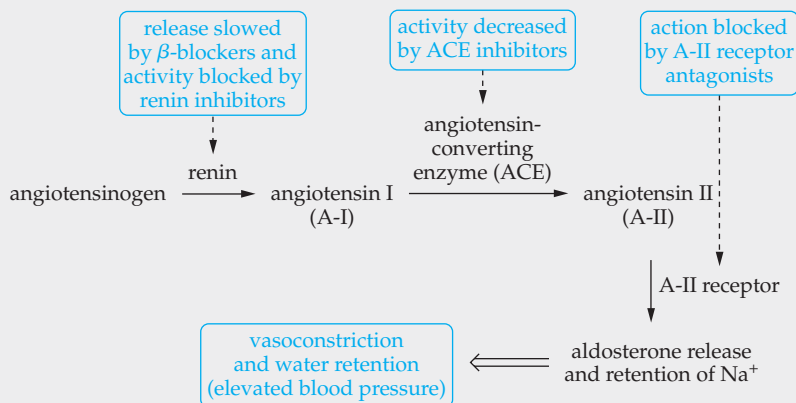 release slowed
by β-blockers and
activity blocked by
renin inhibitors
activity decreased
by ACE inhibitors
action blocked
by A-II receptor
antagonists
angiotensinogen
renin
angiotensin I
(A-I)
angiotensin-
converting
enzyme (ACE)
angiotensin II
(A-II)
A-II receptor
aldosterone release
and retention of Na⁺
vasoconstriction
and water retention
(elevated blood pressure)